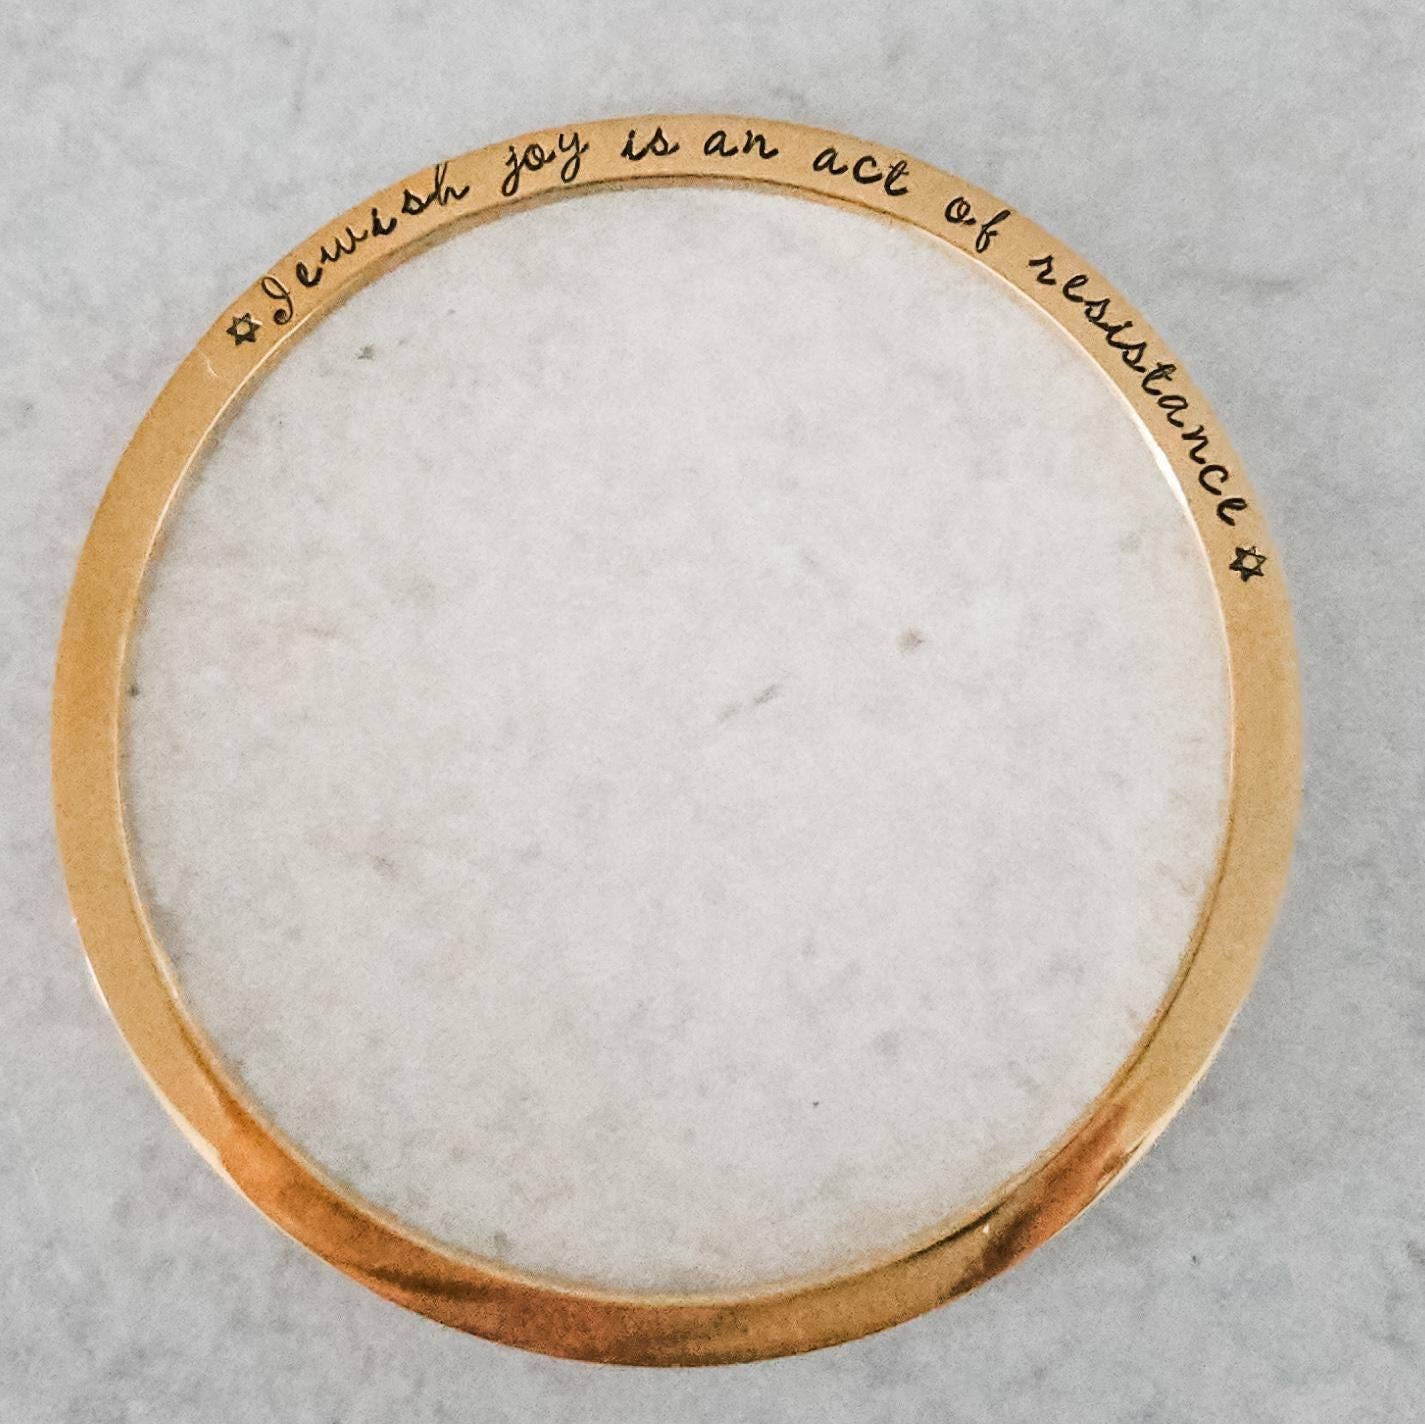 ✡Jewish joy is an act of resistance✡